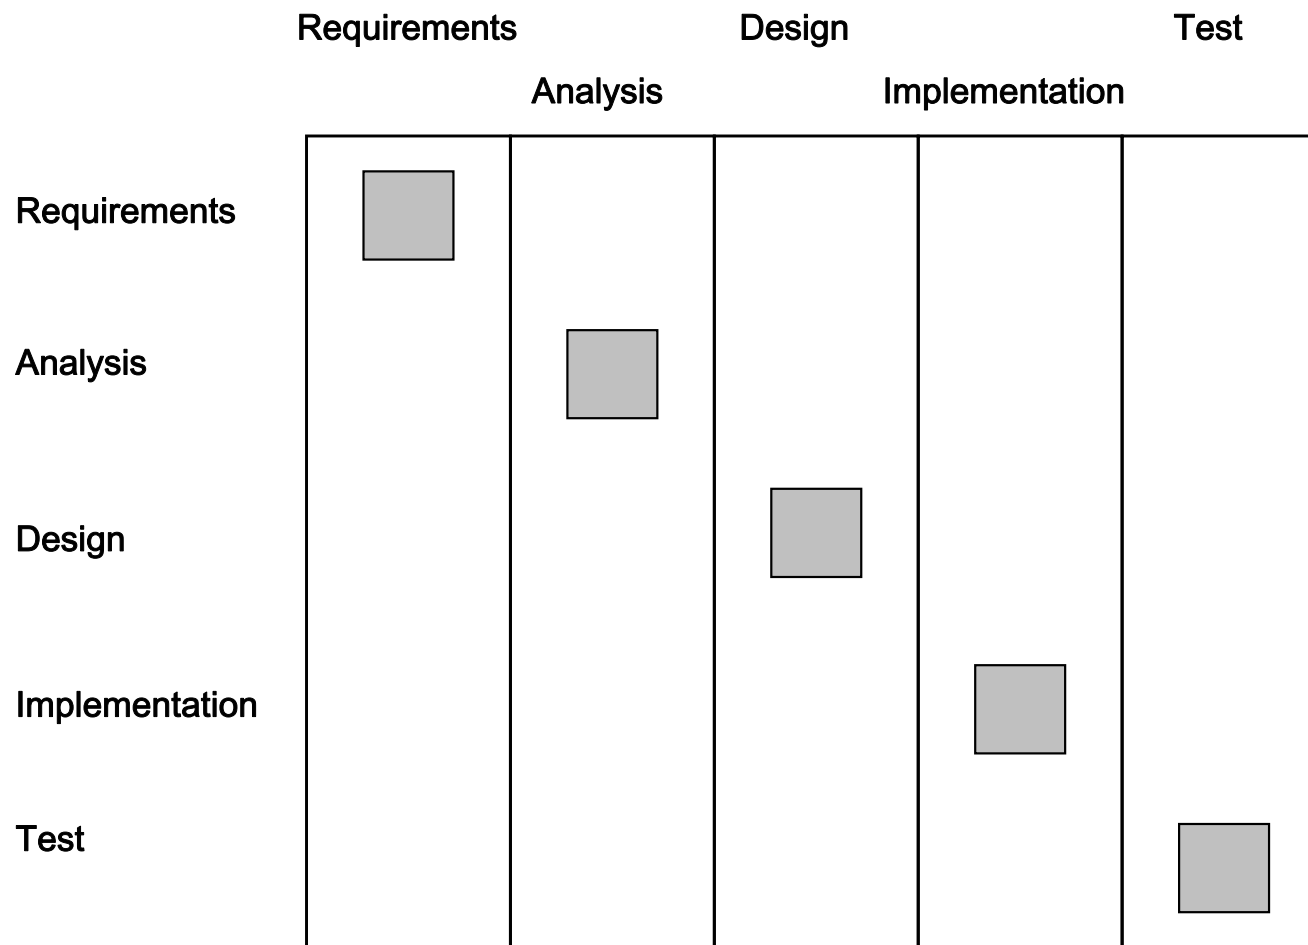 Requirements Design Test
Analysis Implementation
Requirements
Analysis
Design
Implementation
Test